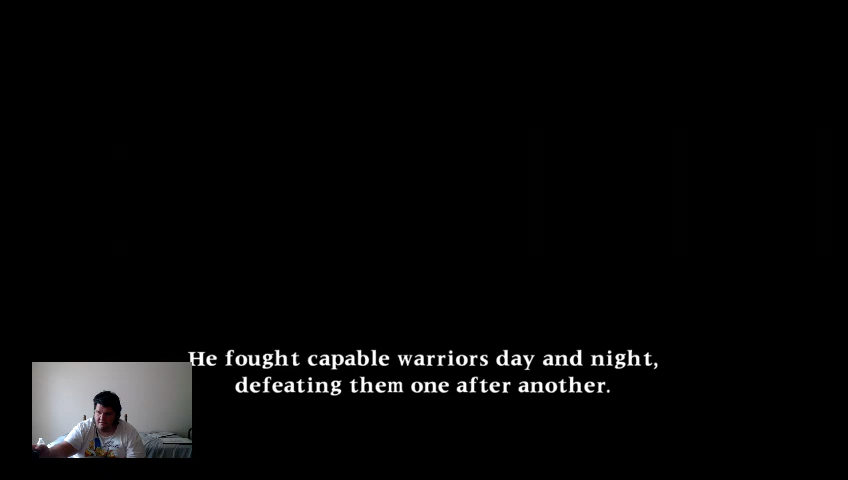 He fought capable warriors day and night,
defeating them one after another.